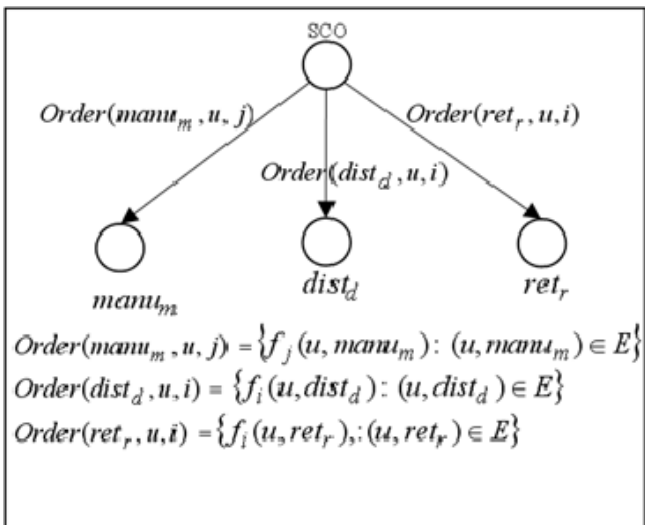 SCO
Order(manu_m, u, j)
Order(ret_r, u, i)
Order(dist_d, u, i)
manu_m
dist_d
ret_r
Order(manu_m, u, j) = {f_j(u, manu_m): (u, manu_m) ∈ E}
Order(dist_d, u, i) = {f_i(u, dist_d): (u, dist_d) ∈ E}
Order(ret_r, u, i) = {f_i(u, ret_r),: (u, ret_r) ∈ E}